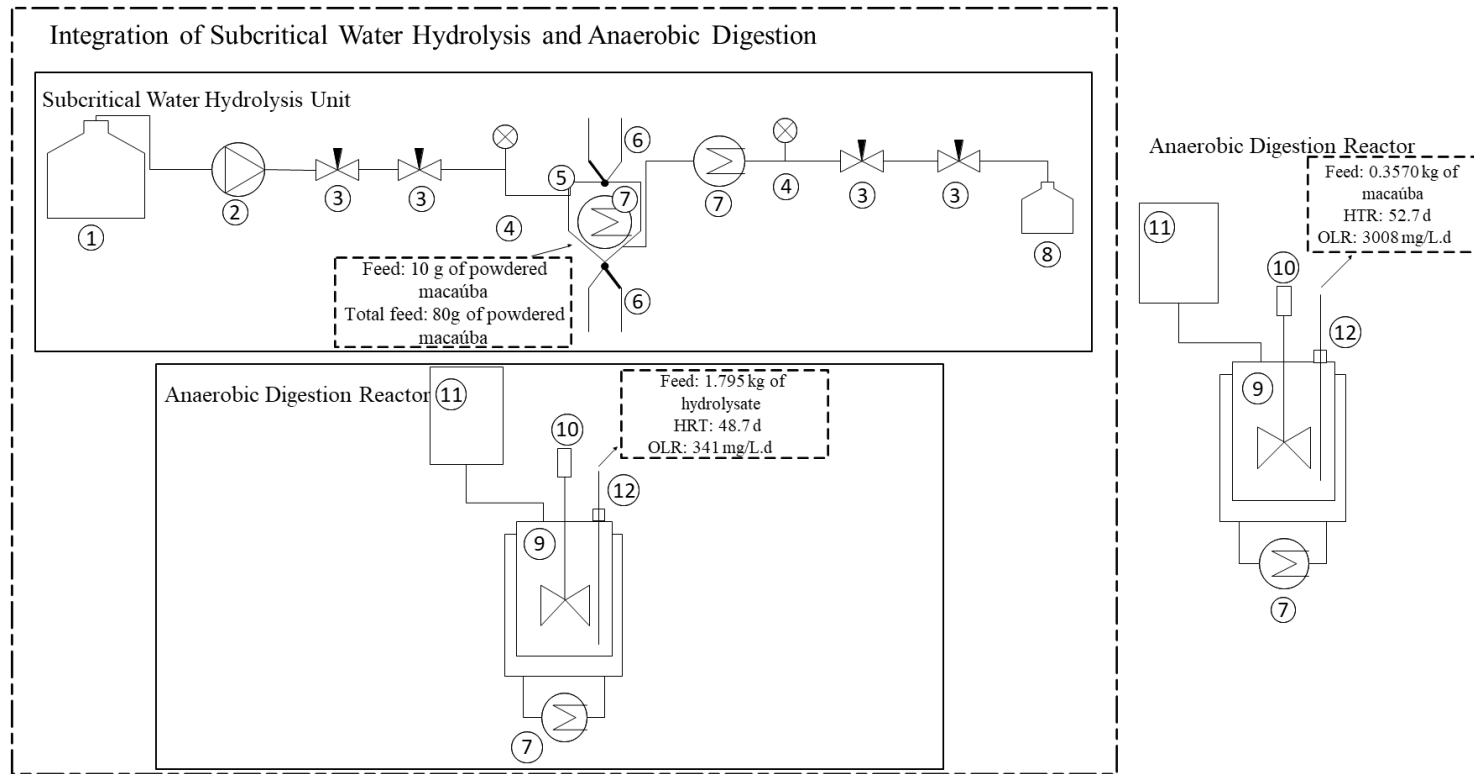 Integration of Subcritical Water Hydrolysis and Anaerobic Digestion
Subcritical Water Hydrolysis Unit
1
2
3
3
4
5
6
7
Feed: 10 g of powdered
macaúba
Total feed: 80g of powdered
macaúba
6
7
4
3
3
8
Anaerobic Digestion Reactor
11
10
Feed: 1.795 kg of
hydrolysate
HRT: 48.7 d
OLR: 341 mg/L.d
12
9
7
Anaerobic Digestion Reactor
Feed: 0.3570 kg of
macaúba
HTR: 52.7 d
OLR: 3008 mg/L.d
11
10
12
9
7